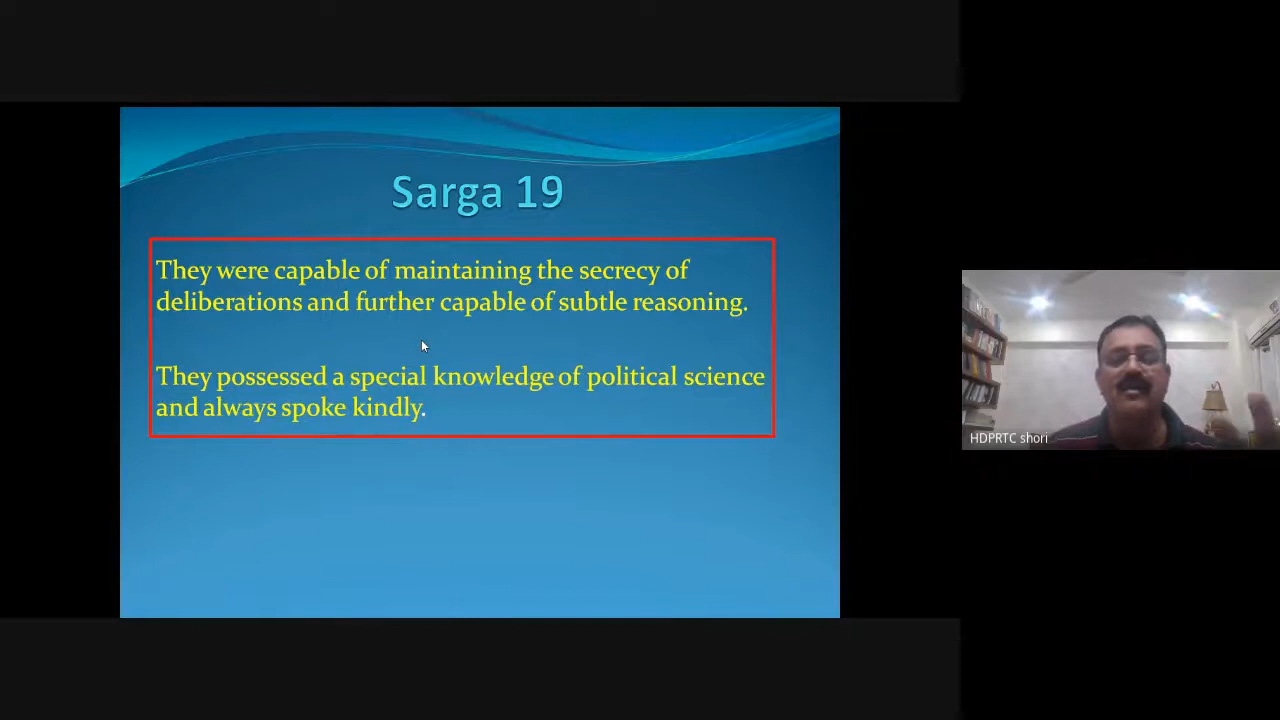 Sarga 19
They were capable of maintaining the secrecy of
deliberations and further capable of subtle reasoning.
They possessed a special knowledge of political science
and always spoke kindly.
HDPRTC shori